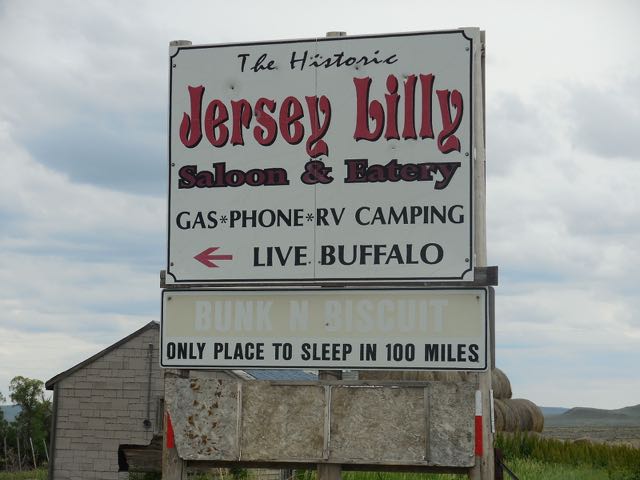 The Historic
Jersey Lilly
Saloon & Eatery
GAS*PHONE*RV CAMPING
LIVE BUFFALO
BUNK N BISCUIT
ONLY PLACE TO SLEEP IN 100 MILES